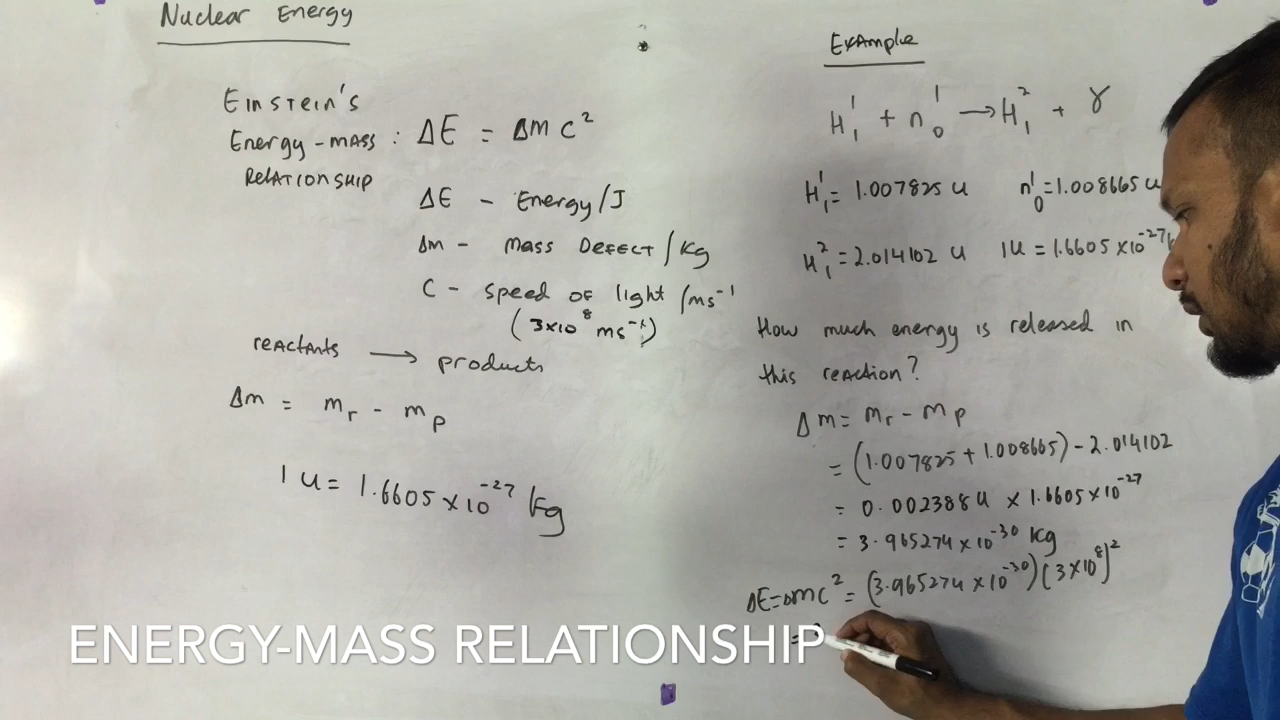 Nuclear Energy
Einstein's
Energy-mass : ΔE = Δm c²
Relationship
ΔE - Energy/J
Δm - mass Defect/Kg
C - speed of light/ms⁻¹
(3x10⁸ ms⁻¹)
reactants → products
Δm = mᵣ - mₚ
1 u = 1.6605 x 10⁻²⁷ kg
Example
H¹₁ + n¹₀ → H²₁ + γ
H¹₁ = 1.007825 u n¹₀ = 1.008665 u
H²₁ = 2.014102 u 1u = 1.6605 x10⁻²⁷
How much energy is released in
this reaction?
Δm = mᵣ - mₚ
= (1.007825 + 1.008665) - 2.014102
= 0.002388u x 1.6605x10⁻²⁷
= 3.965274 x 10⁻³⁰ kg
ΔE=Δmc² = (3.965274 x 10⁻³⁰)(3x10⁸)²
=
ENERGY-MASS RELATIONSHIP